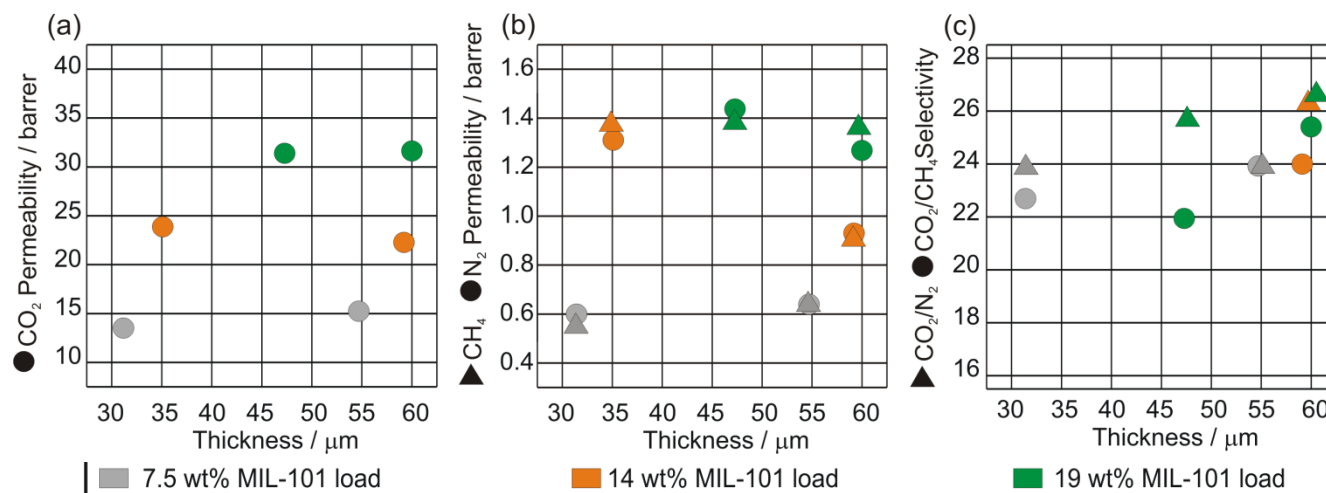 (a)
40
35
30
25
20
15
10
CO₂ Permeability / barrer
30 35 40 45 50 55 60
Thickness / μm
(b)
1.6
1.4
1.2
1.0
0.8
0.6
0.4
CH₄ N₂ Permeability / barrer
30 35 40 45 50 55 60
Thickness / μm
(c)
28
26
24
22
20
18
16
CO₂/N₂ CO₂/CH₄ Selectivity
30 35 40 45 50 55 60
Thickness / μm
7.5 wt% MIL-101 load
14 wt% MIL-101 load
19 wt% MIL-101 load